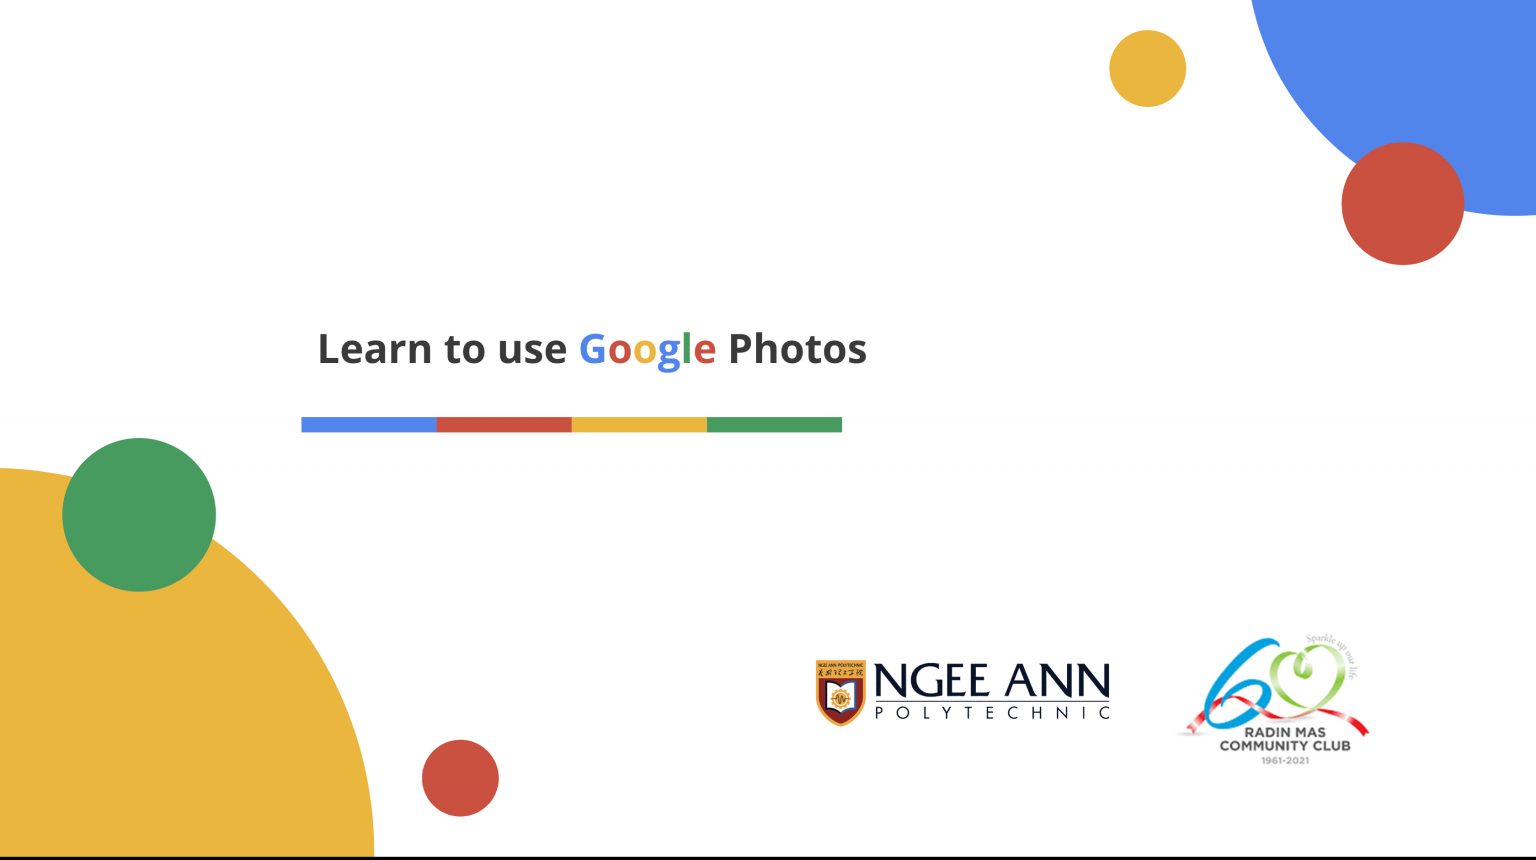 Learn to use Google Photos
NGEE ANN POLYTECHNIC
NGEE ANN
POLYTECHNIC
Sparkle up our life
60
RADIN MAS
COMMUNITY CLUB
1961-2021